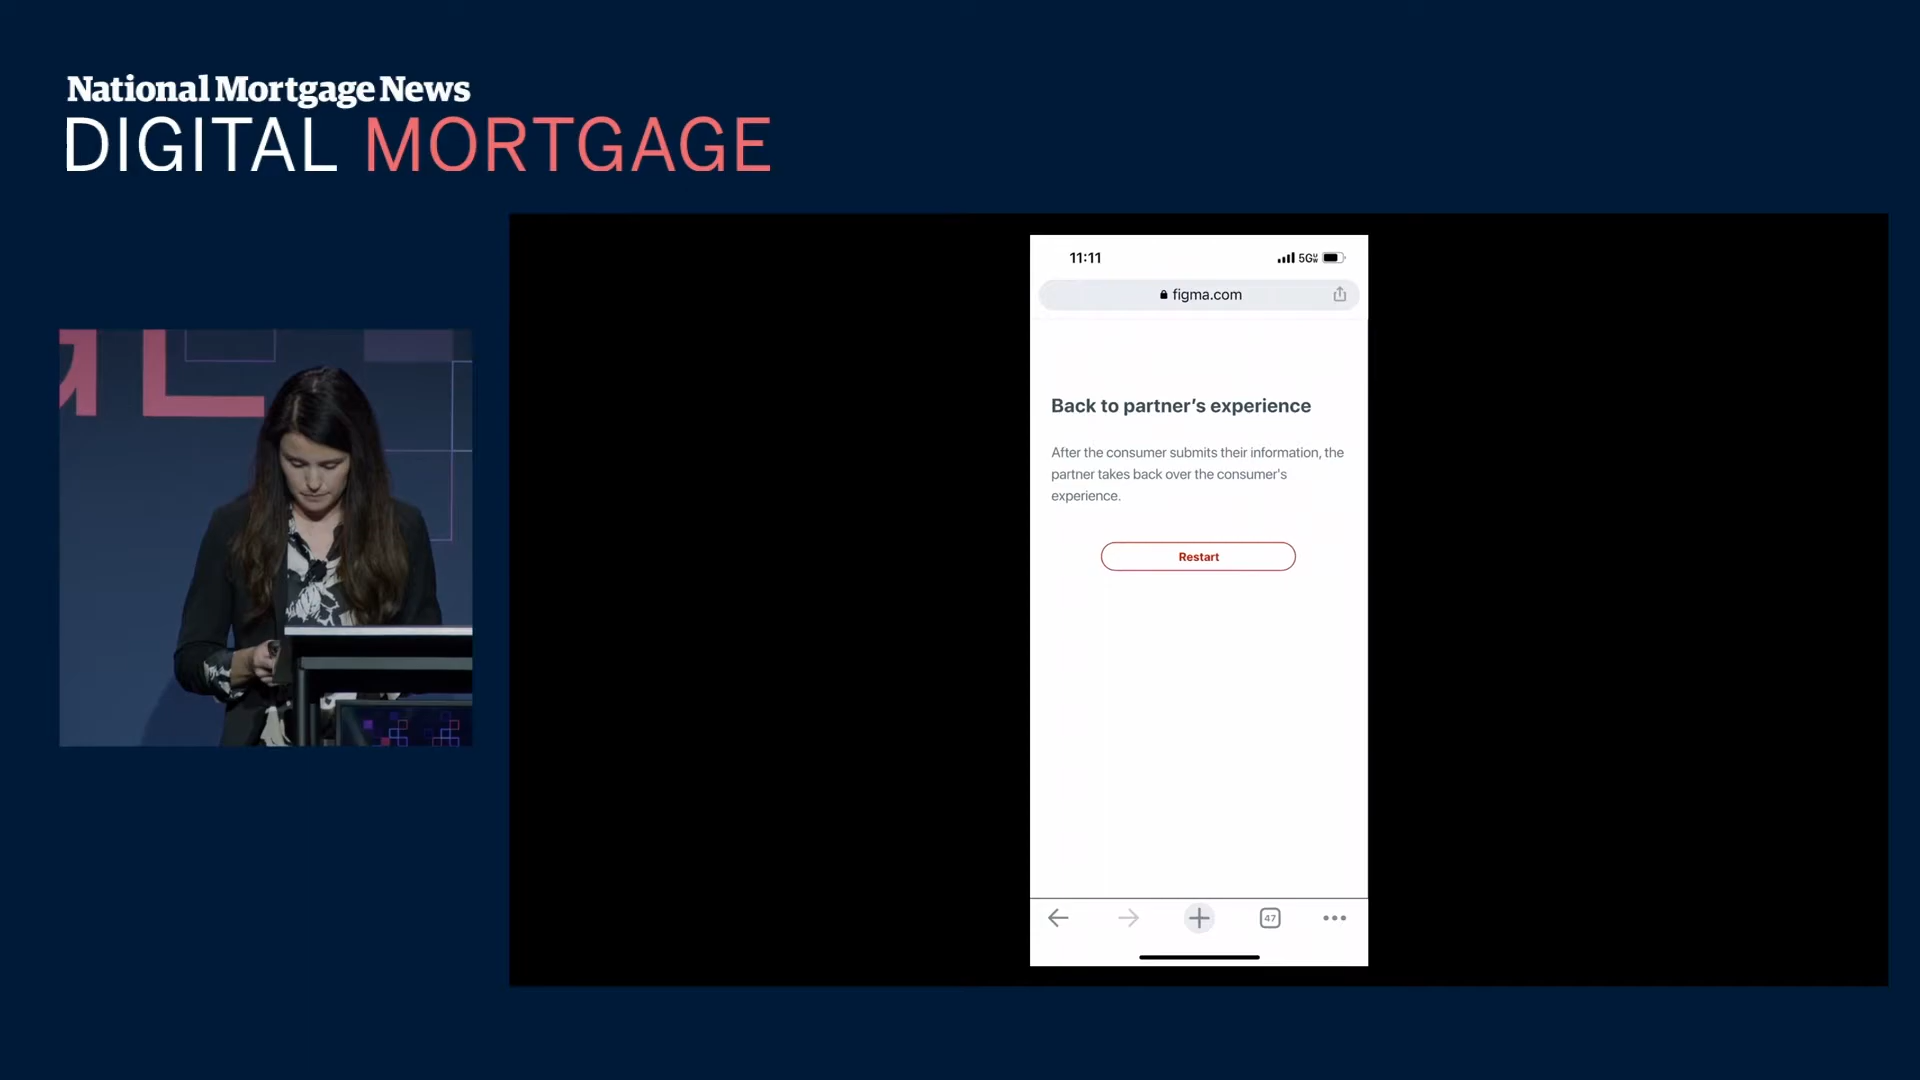 National Mortgage News
DIGITAL MORTGAGE
11:11
5G
figma.com
Back to partner's experience
After the consumer submits their information, the
partner takes back over the consumer's
experience.
Restart
47